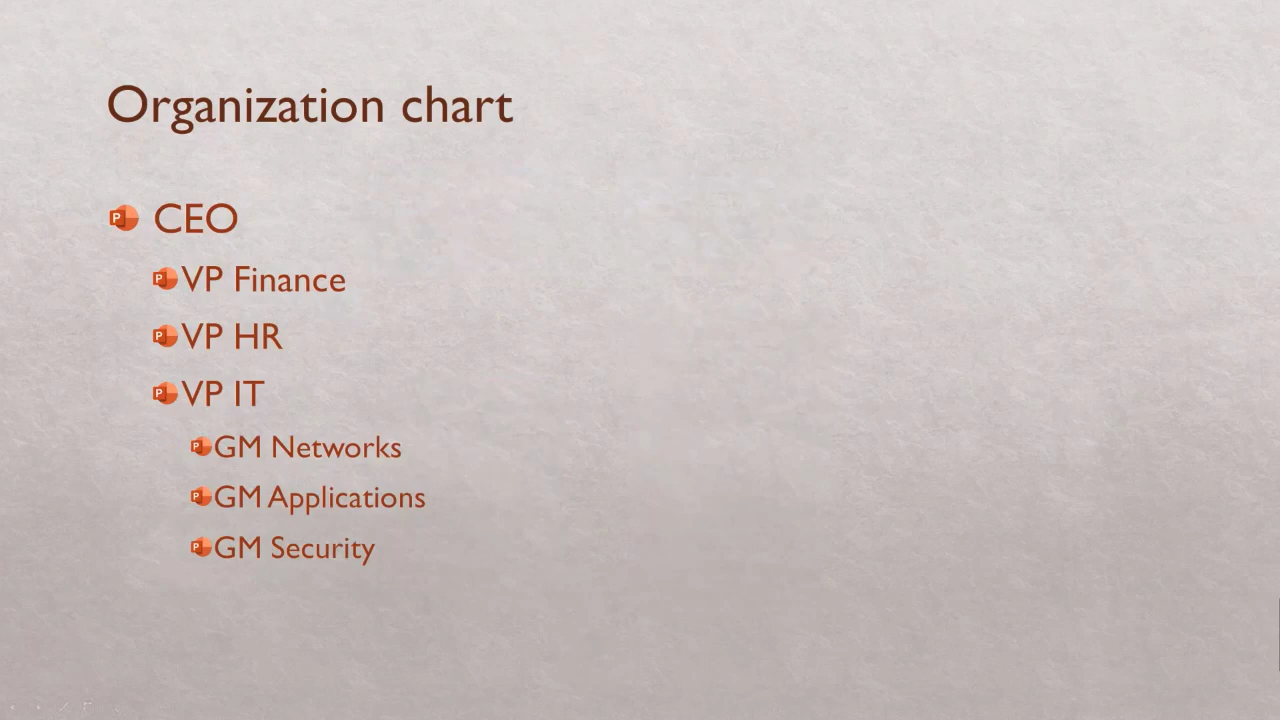 Organization chart
CEO
VP Finance
VP HR
VP IT
GM Networks
GM Applications
GM Security